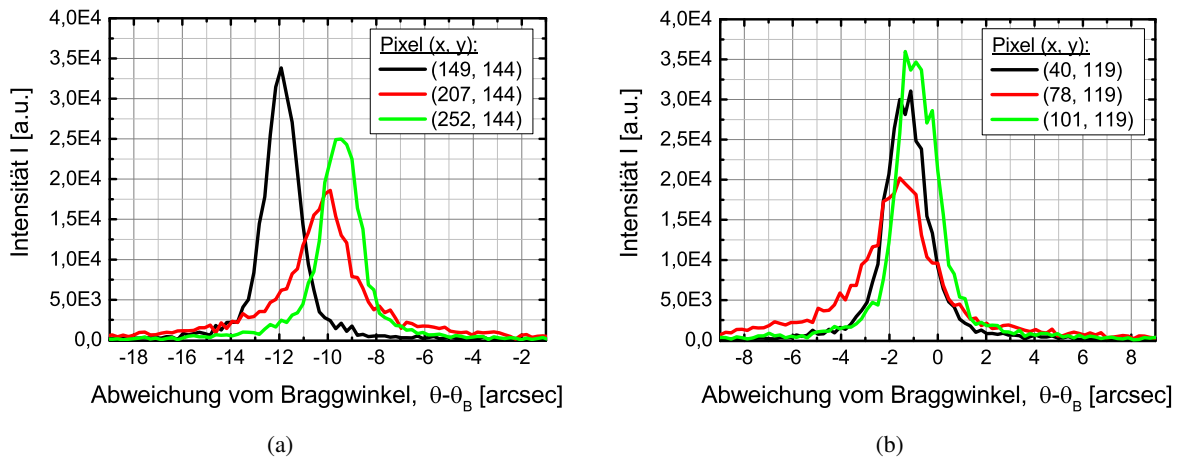 4,0E4
3,5E4
3,0E4
2,5E4
2,0E4
1,5E4
1,0E4
5,0E3
0,0
Intensität I [a.u.]
Pixel (x, y):
(149, 144)
(207, 144)
(252, 144)
-18 -16 -14 -12 -10 -8 -6 -4 -2
Abweichung vom Braggwinkel, θ-θB [arcsec]
(a)
4,0E4
3,5E4
3,0E4
2,5E4
2,0E4
1,5E4
1,0E4
5,0E3
0,0
Intensität I [a.u.]
Pixel (x, y):
(40, 119)
(78, 119)
(101, 119)
-8 -6 -4 -2 0 2 4 6 8
Abweichung vom Braggwinkel, θ-θB [arcsec]
(b)